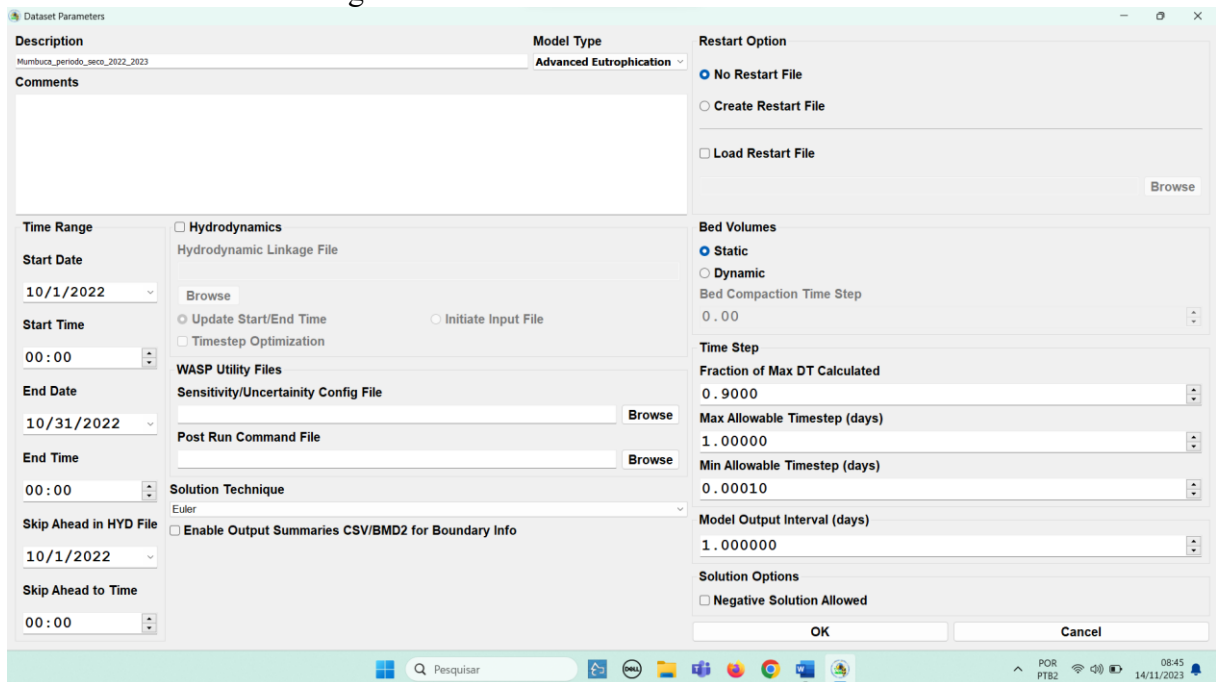 Dataset Parameters
Description
Mumbuca_periodo_seco_2022_2023
Model Type
Advanced Eutrophication
Comments
Time Range
Start Date
10/1/2022
Start Time
00:00
End Date
10/31/2022
End Time
00:00
Skip Ahead in HYD File
10/1/2022
Skip Ahead to Time
00:00
Hydrodynamics
Hydrodynamic Linkage File
Browse
Update Start/End Time
Initiate Input File
Timestep Optimization
WASP Utility Files
Sensitivity/Uncertainity Config File
Browse
Post Run Command File
Browse
Solution Technique
Euler
Enable Output Summaries CSV/BMD2 for Boundary Info
Restart Option
No Restart File
Create Restart File
Load Restart File
Browse
Bed Volumes
Static
Dynamic
Bed Compaction Time Step
0.00
Time Step
Fraction of Max DT Calculated
0.9000
Max Allowable Timestep (days)
1.00000
Min Allowable Timestep (days)
0.00010
Model Output Interval (days)
1.000000
Solution Options
Negative Solution Allowed
OK
Cancel
Pesquisar
DELL
POR
PTB2
08:45
14/11/2023